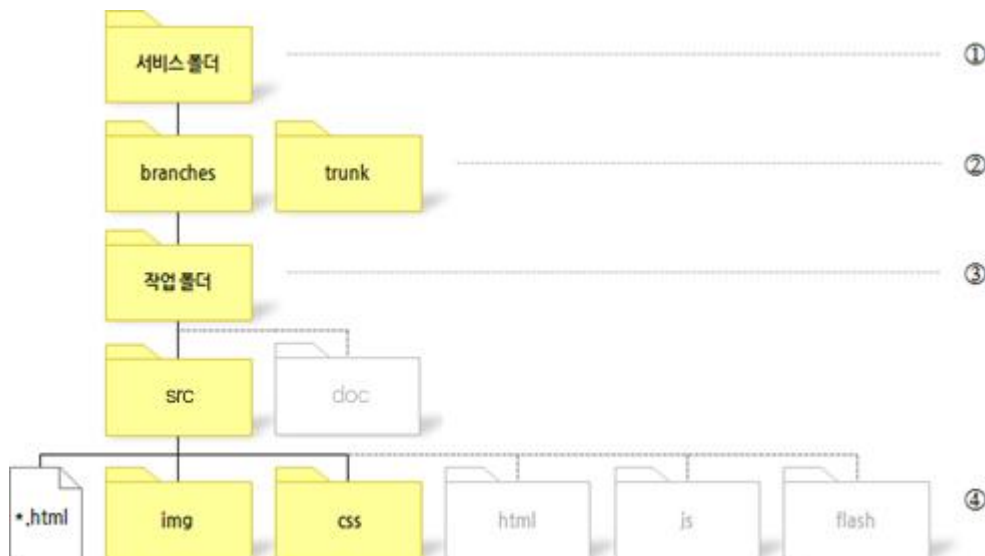 서비스 폴더
①
branches
trunk
②
작업 폴더
③
src
doc
*.html
img
css
html
js
flash
④